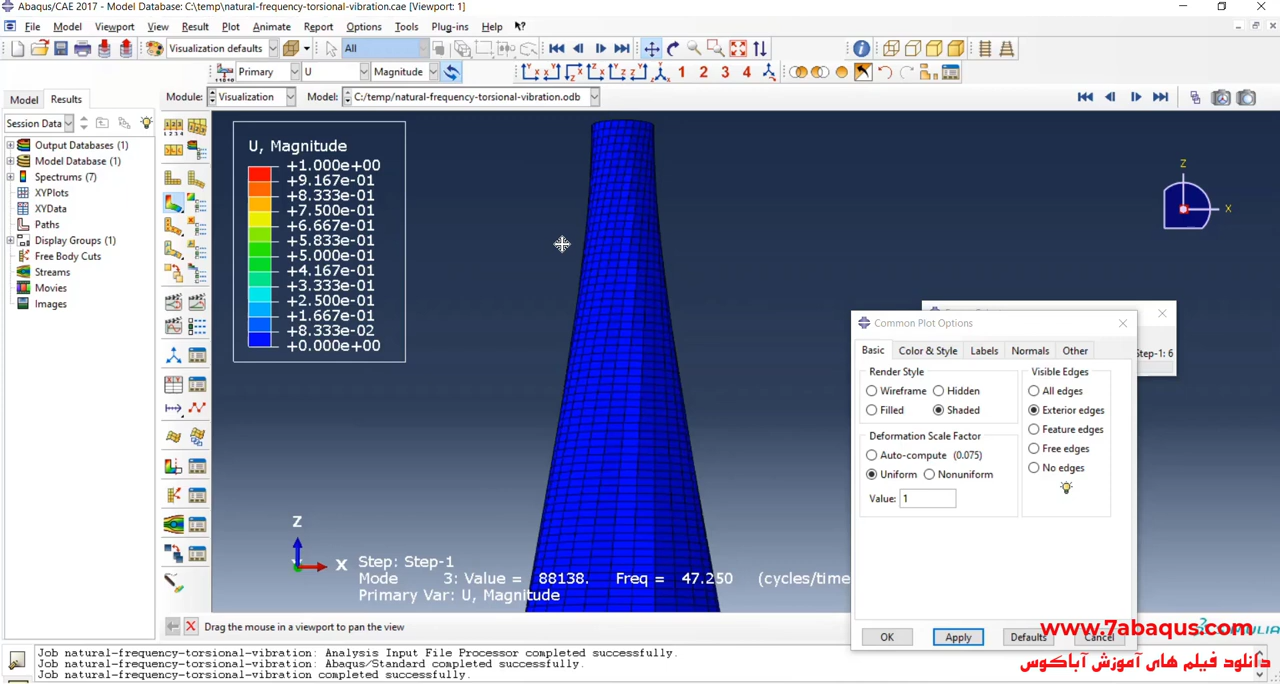 Abaqus/CAE 2017 - Model Database: C:\temp\natural-frequency-torsional-vibration.cae [Viewport: 1]
File Model Viewport View Result Plot Animate Report Options Tools Plug-ins Help
Visualization defaults All
Primary U Magnitude 1 2 3 4
Model Results Module: Visualization Model: C:/temp/natural-frequency-torsional-vibration.odb
Session Data
Output Databases (1)
Model Database (1)
Spectrums (7)
XYPlots
XYData
Paths
Display Groups (1)
Free Body Cuts
Streams
Movies
Images
U, Magnitude
+1.000e+00
+9.167e-01
+8.333e-01
+7.500e-01
+6.667e-01
+5.833e-01
+5.000e-01
+4.167e-01
+3.333e-01
+2.500e-01
+1.667e-01
+8.333e-02
+0.000e+00
Z
X
Step-1: 6
Common Plot Options
Basic Color & Style Labels Normals Other
Render Style
Wireframe Hidden
Filled Shaded
Visible Edges
All edges
Exterior edges
Feature edges
Free edges
No edges
Deformation Scale Factor
Auto-compute (0.075)
Uniform Nonuniform
Value: 1
OK Apply Defaults Cancel
Z
X
Step: Step-1
Mode 3: Value = 88138. Freq = 47.250 (cycles/time
Primary Var: U, Magnitude
Drag the mouse in a viewport to pan the view
www.7abaqus.com
دانلود فیلم های آموزش آباکوس
Job natural-frequency-torsional-vibration: Analysis Input File Processor completed successfully.
Job natural-frequency-torsional-vibration: Abaqus/Standard completed successfully.
Job natural-frequency-torsional-vibration completed successfully.